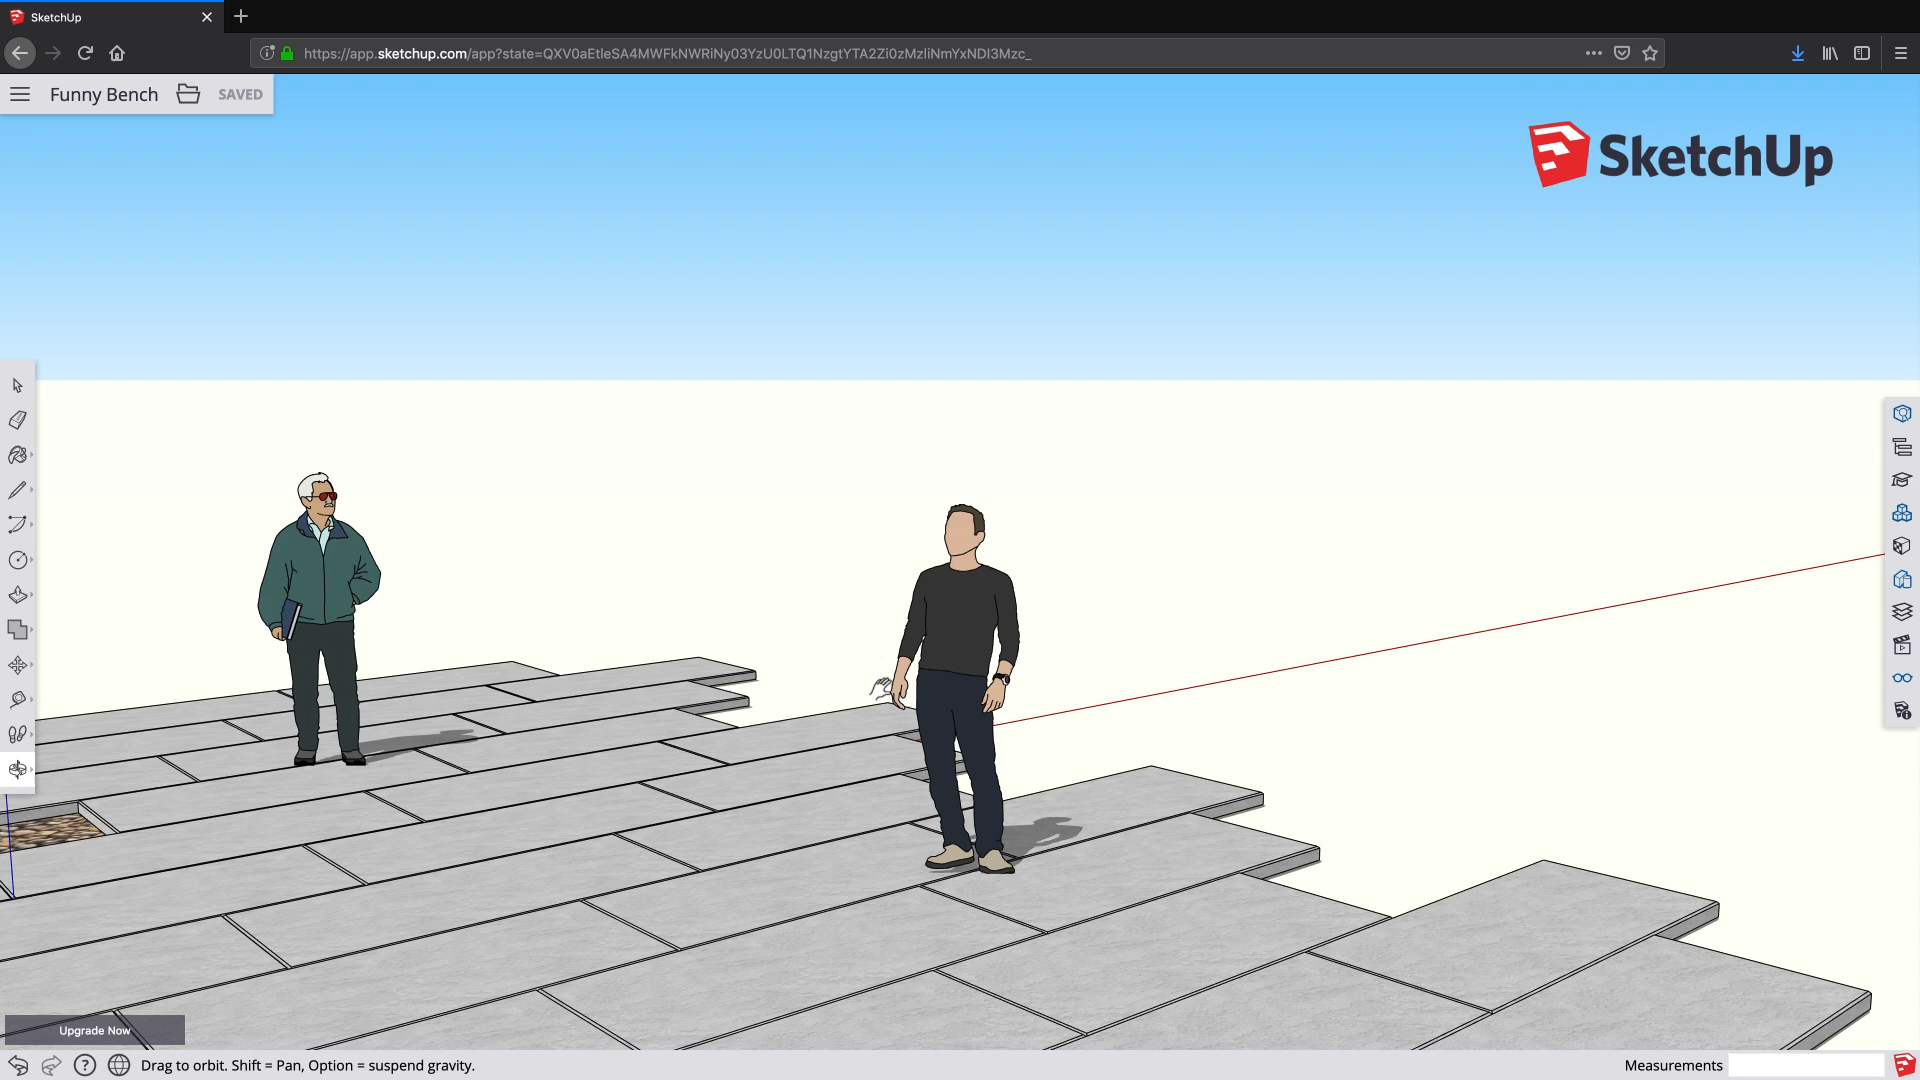 SketchUp
https://app.sketchup.com/app?state=QXV0aEtleSA4MWFkNWRiNy03YzU0LTQ1NzgtYTA2Zi0zMzliNmYxNDI3Mzc_
Funny Bench SAVED
SketchUp
Upgrade Now
Drag to orbit. Shift = Pan, Option = suspend gravity.
Measurements